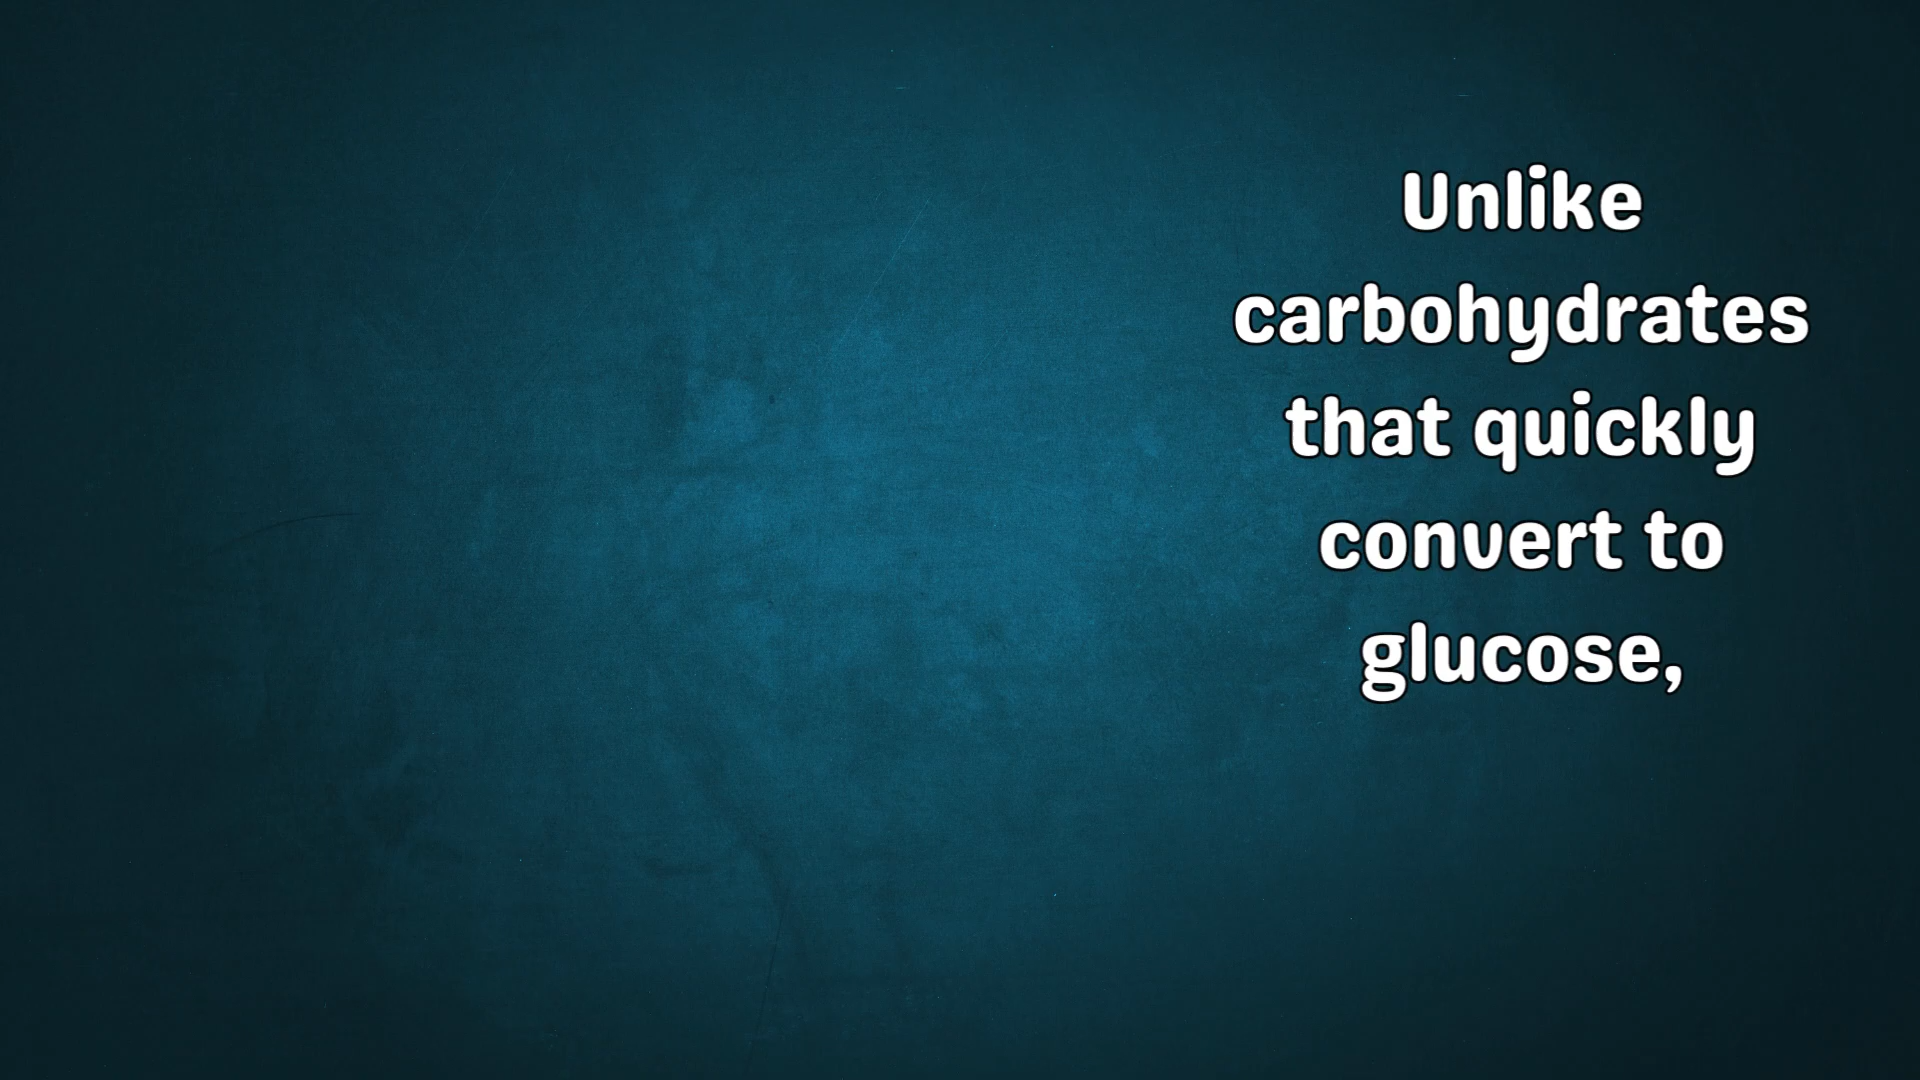 Unlike
carbohydrates
that quickly
convert to
glucose,